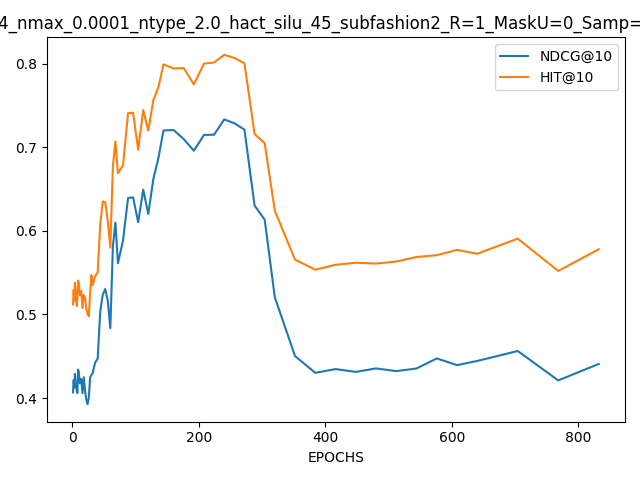 4_nmax_0.0001_ntype_2.0_hact_silu_45_subfashion2_R=1_MaskU=0_Samp=
NDCG@10
HIT@10
0.8
0.7
0.6
0.5
0.4
0 200 400 600 800
EPOCHS